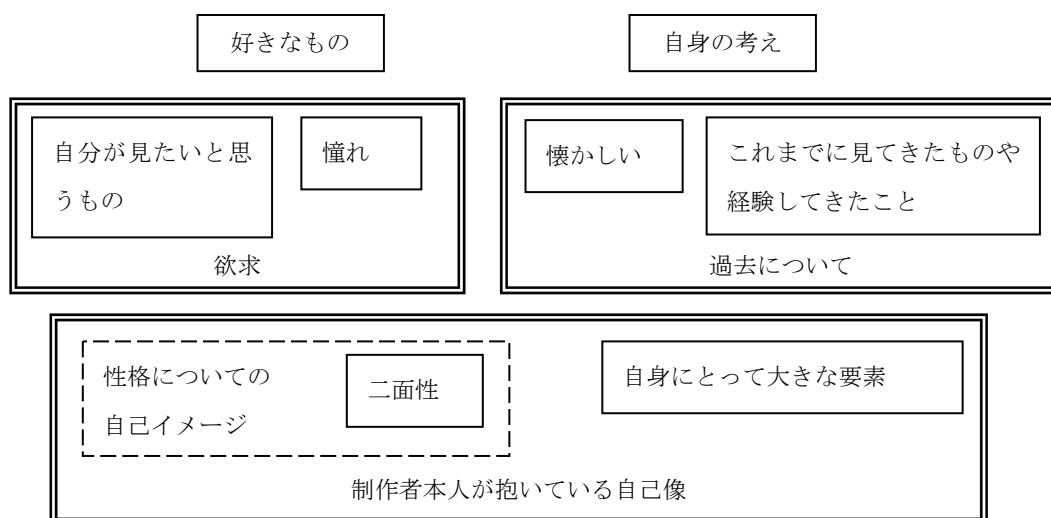 好きなもの
自身の考え
自分が見たいと思
うもの
憧れ
欲求
懐かしい
これまでに見てきたものや
経験してきたこと
過去について
性格についての
自己イメージ
二面性
自身にとって大きな要素
制作者本人が抱いている自己像